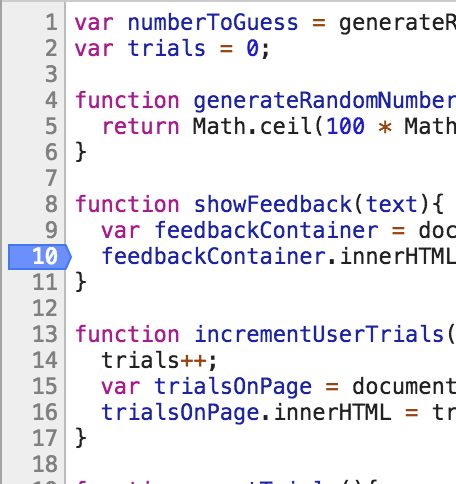 1 var numberToGuess = generateR
2 var trials = 0;
3
4 function generateRandomNumber
5 return Math.ceil(100 * Math
6 }
7
8 function showFeedback(text){
9 var feedbackContainer = doc
10 feedbackContainer.innerHTML
11 }
12
13 function incrementUserTrials(
14 trials++;
15 var trialsOnPage = document
16 trialsOnPage.innerHTML = tr
17 }
18